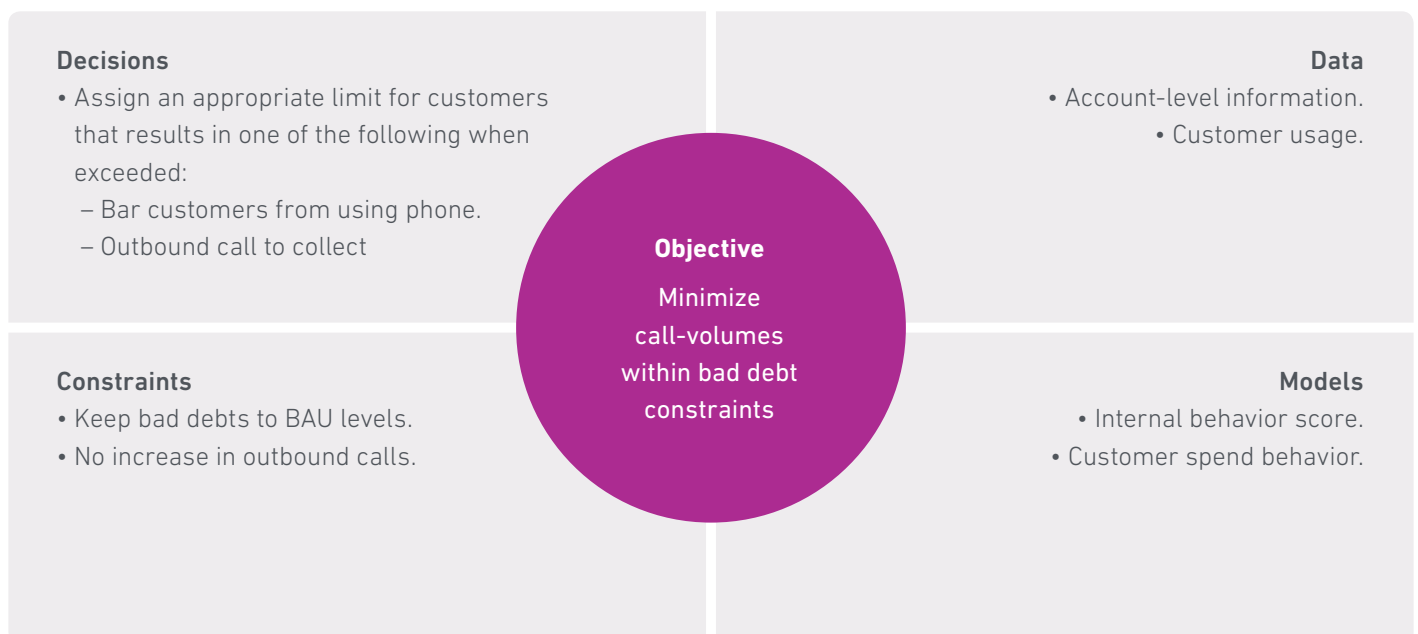 Decisions
• Assign an appropriate limit for customers
that results in one of the following when
exceeded:
– Bar customers from using phone.
– Outbound call to collect
Data
• Account-level information.
• Customer usage.
Objective
Minimize
call-volumes
within bad debt
constraints
Constraints
• Keep bad debts to BAU levels.
• No increase in outbound calls.
Models
• Internal behavior score.
• Customer spend behavior.